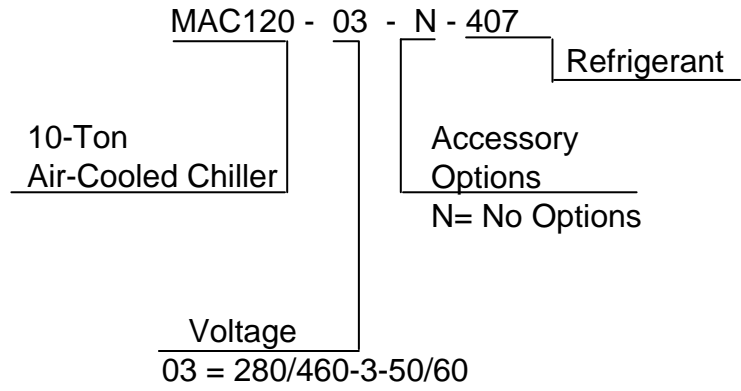 MAC120 - 03 - N - 407
Refrigerant
10-Ton
Air-Cooled Chiller
Accessory
Options
N= No Options
Voltage
03 = 280/460-3-50/60